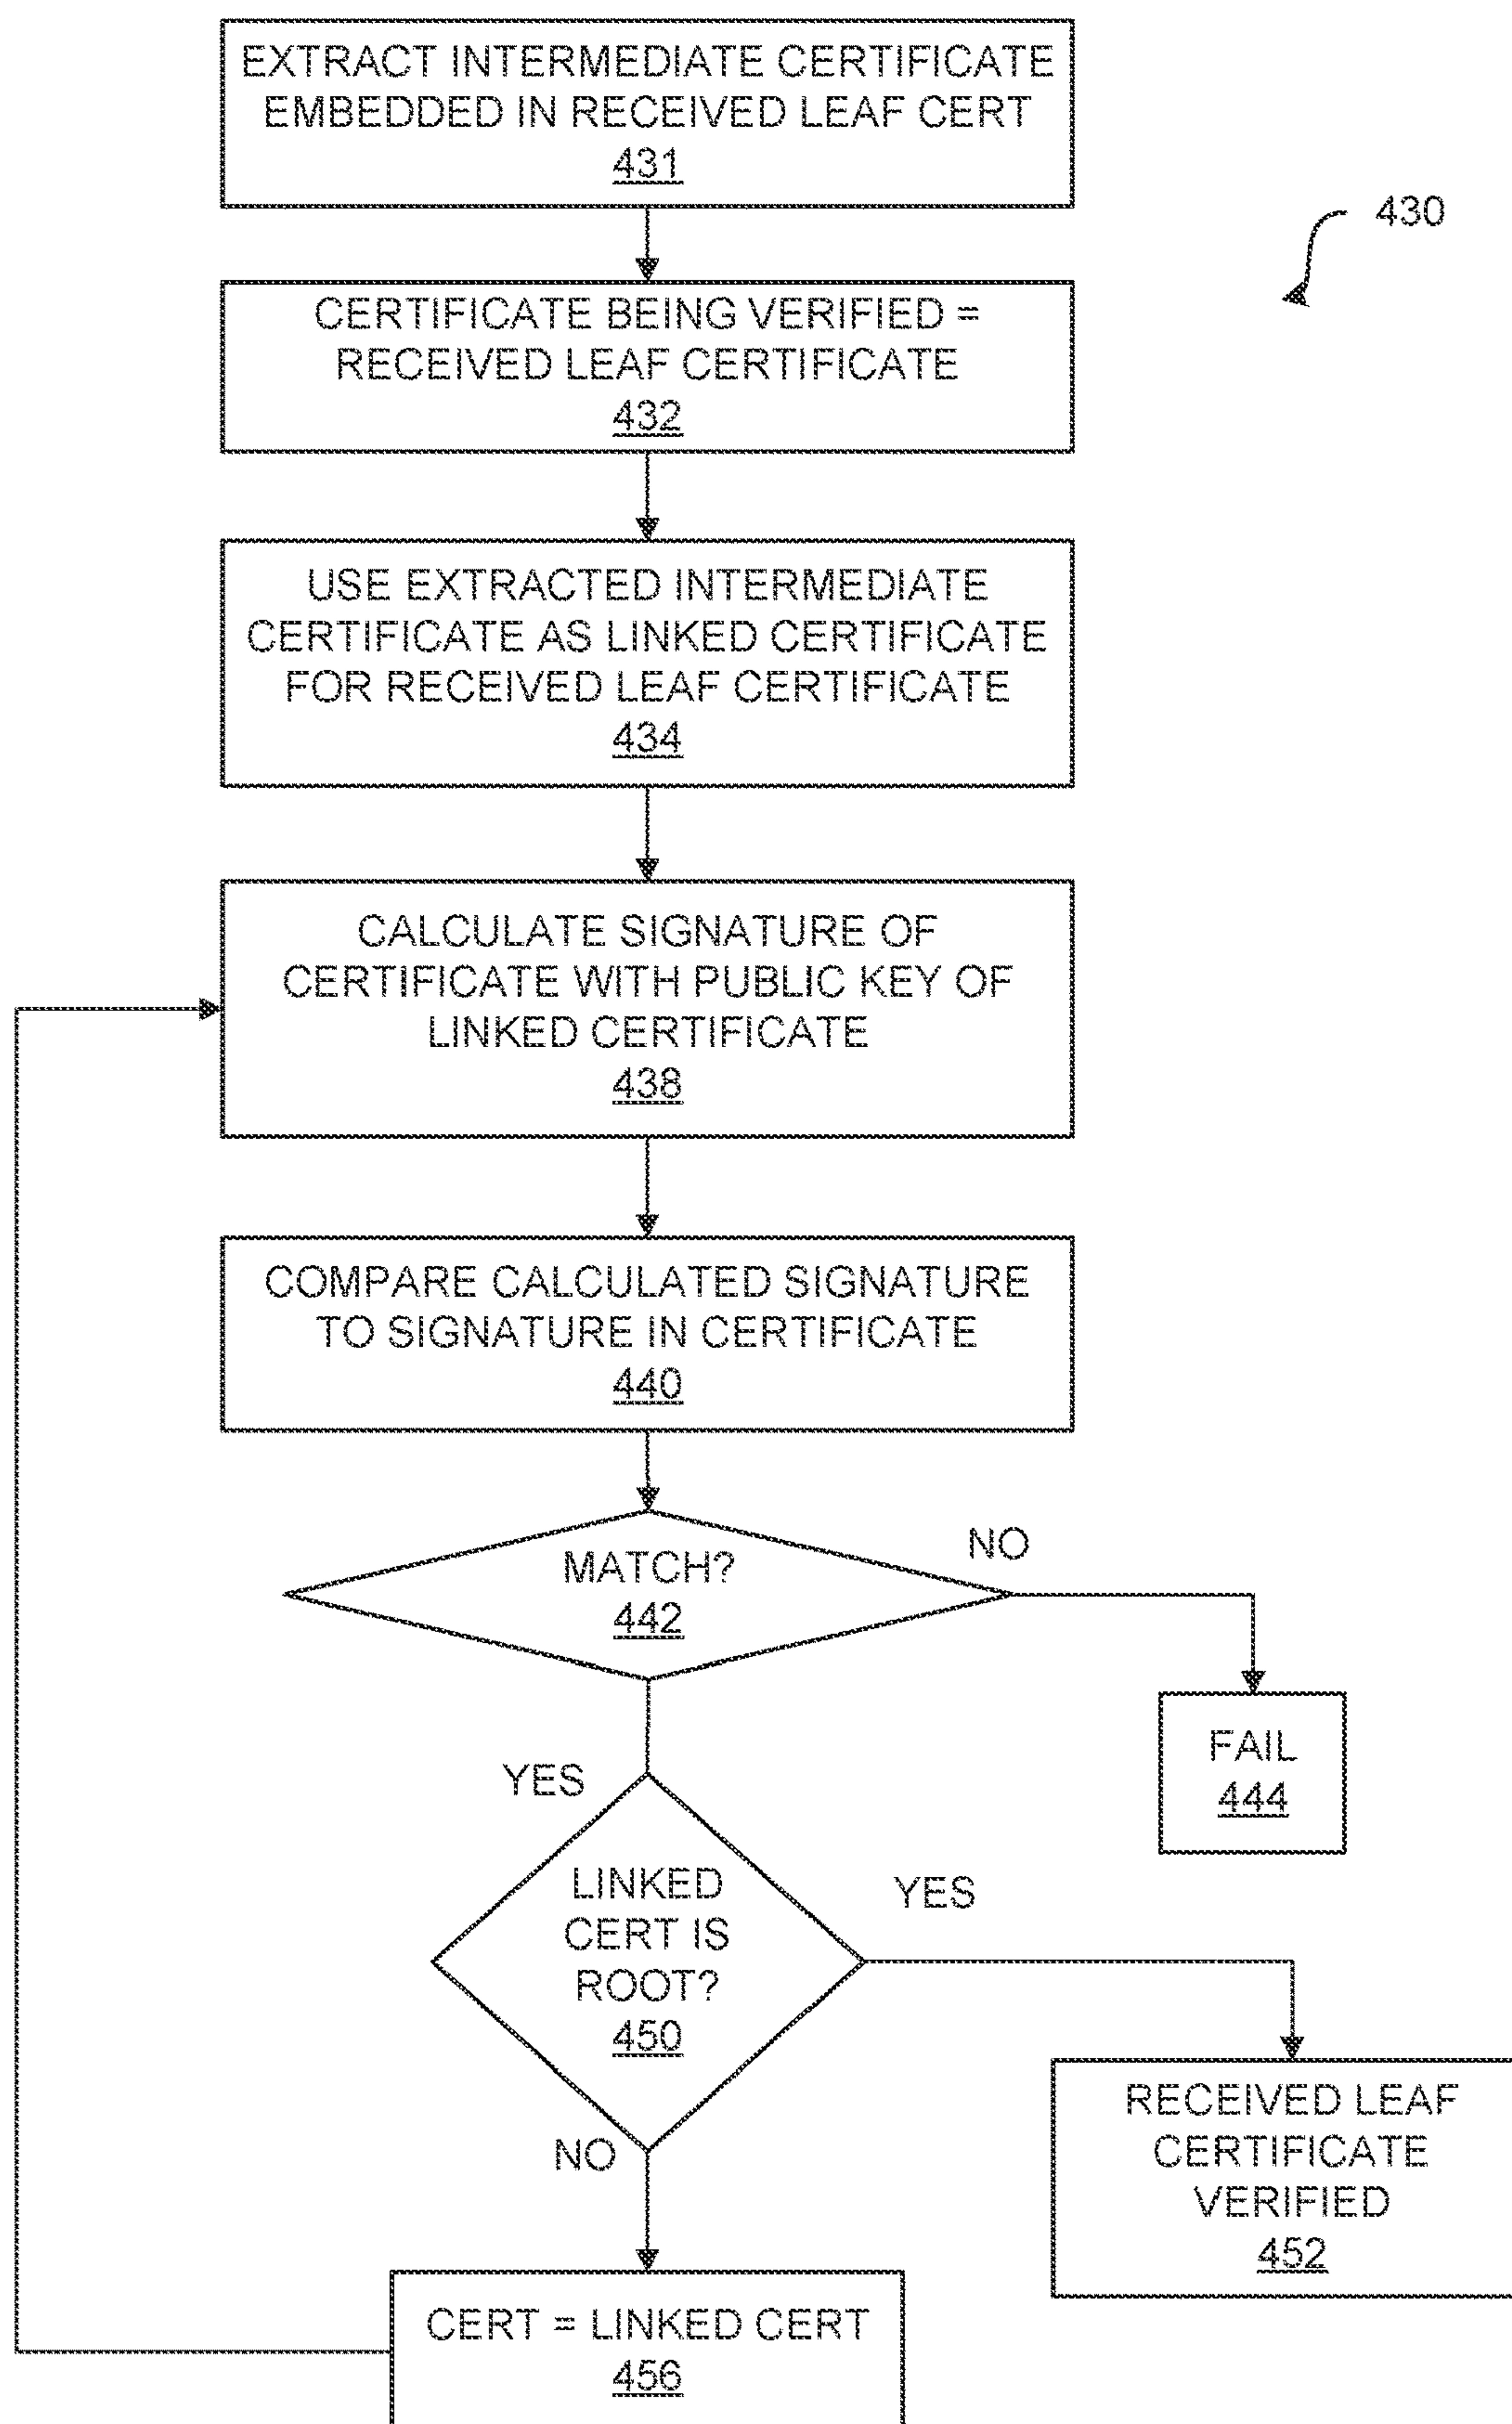 EXTRACT INTERMEDIATE CERTIFICATE
EMBEDDED IN RECEIVED LEAF CERT
431
430
CERTIFICATE BEING VERIFIED =
RECEIVED LEAF CERTIFICATE
432
USE EXTRACTED INTERMEDIATE
CERTIFICATE AS LINKED CERTIFICATE
FOR RECEIVED LEAF CERTIFICATE
434
CALCULATE SIGNATURE OF
CERTIFICATE WITH PUBLIC KEY OF
LINKED CERTIFICATE
438
COMPARE CALCULATED SIGNATURE
TO SIGNATURE IN CERTIFICATE
440
MATCH?
442
NO
FAIL
444
YES
LINKED
CERT IS
ROOT?
450
YES
RECEIVED LEAF
CERTIFICATE
VERIFIED
452
NO
CERT = LINKED CERT
456